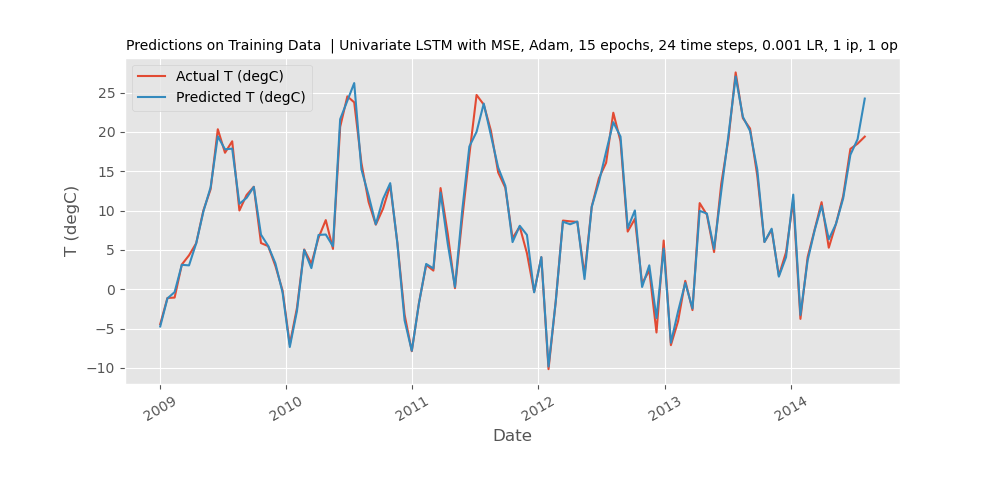 Predictions on Training Data  | Univariate LSTM with MSE, Adam, 15 epochs, 24 time steps, 0.001 LR, 1 ip, 1 op
Actual T (degC)
Predicted T (degC)
T (degC)
25
20
15
10
5
0
−5
−10
2009
2010
2011
2012
2013
2014
Date